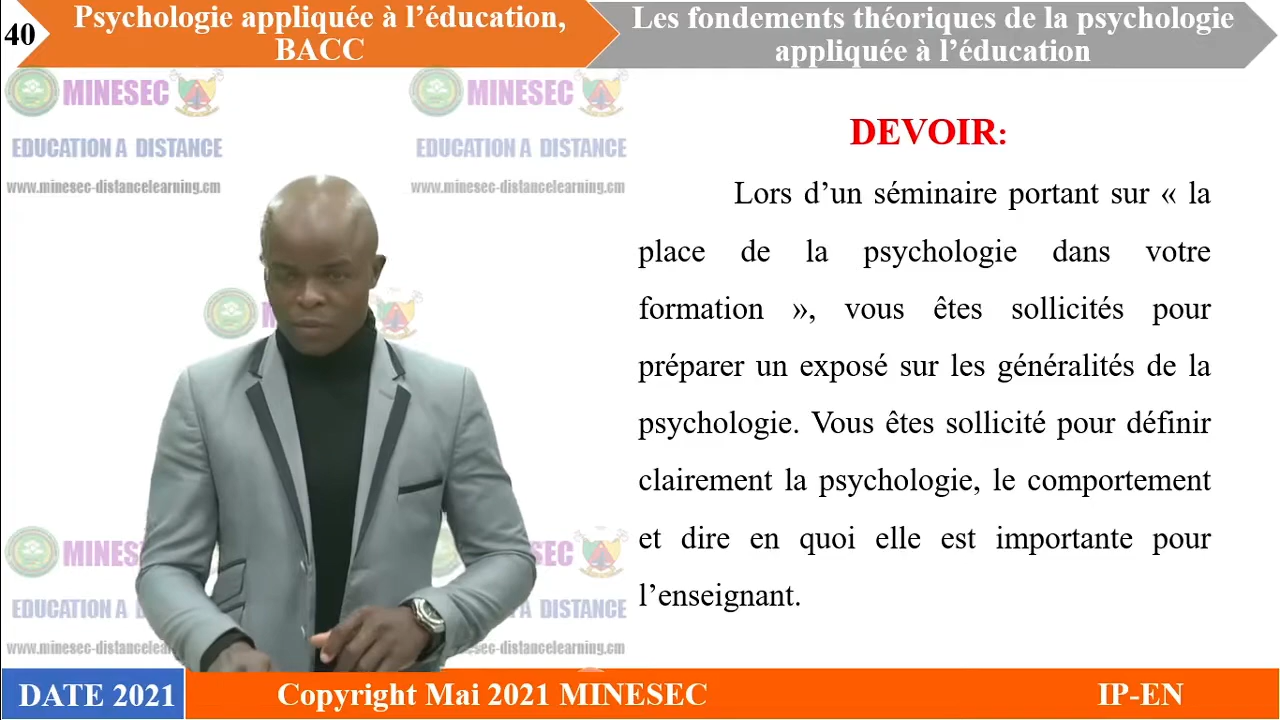 40
Psychologie appliquée à l’éducation,
BACC
Les fondements théoriques de la psychologie
appliquée à l’éducation
MINESEC
MINESEC
EDUCATION A DISTANCE
EDUCATION A DISTANCE
www.minesec-distancelearning.cm
www.minesec-distancelearning.cm
DEVOIR:
Lors d’un séminaire portant sur « la
place de la psychologie dans votre
formation », vous êtes sollicités pour
préparer un exposé sur les généralités de la
psychologie. Vous êtes sollicité pour définir
clairement la psychologie, le comportement
et dire en quoi elle est importante pour
l’enseignant.
EDUCATION A
DISTANCE
DATE 2021
Copyright Mai 2021 MINESEC
IP-EN